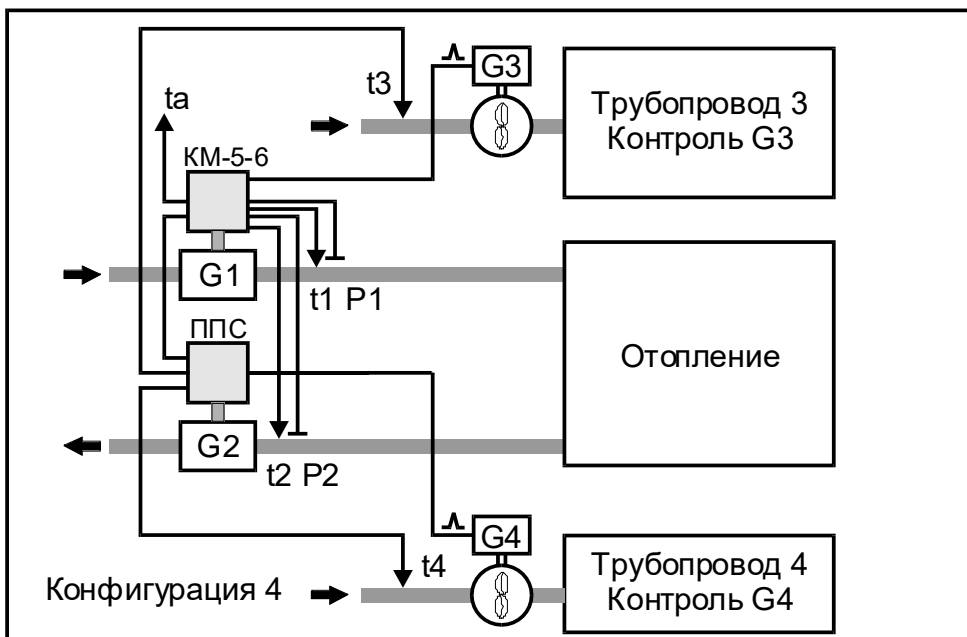 G3
t3
Трубопровод 3
Контроль G3
ta
КМ-5-6
G1
t1 P1
ППС
Отопление
G2
t2 P2
G4
t4
Трубопровод 4
Контроль G4
Конфигурация 4